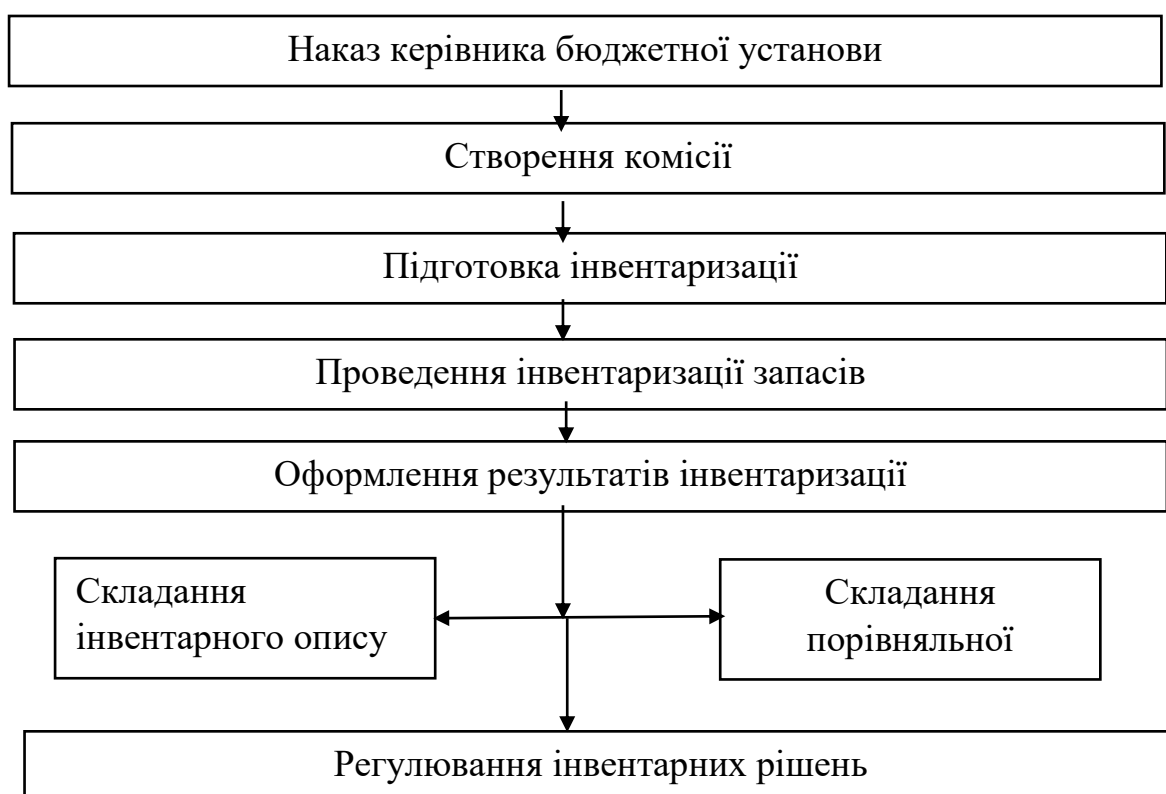 Наказ керівника бюджетної установи
Створення комісії
Підготовка інвентаризації
Проведення інвентаризації запасів
Оформлення результатів інвентаризації
Складання
інвентарного опису
Складання
порівняльної
Регулювання інвентарних рішень